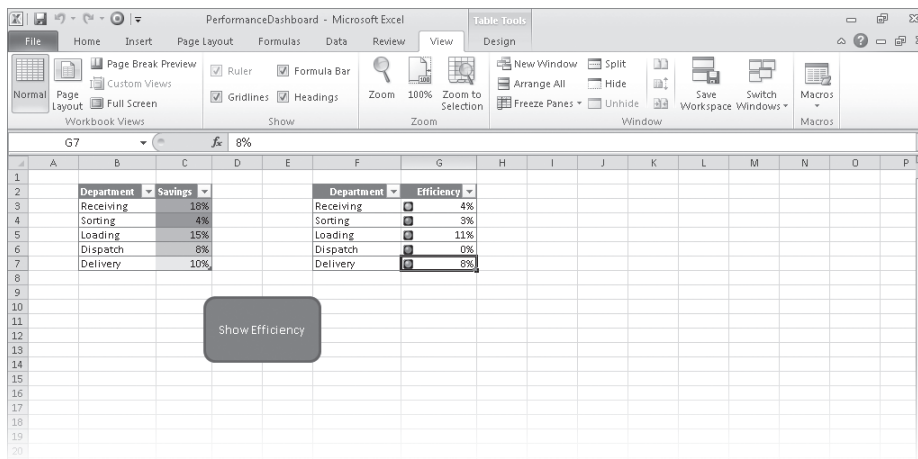 PerformanceDashboard - Microsoft Excel
Table Tools
File Home Insert Page Layout Formulas Data Review View Design
Normal
Page Layout
Page Break Preview
Custom Views
Full Screen
Workbook Views
Ruler
Formula Bar
Gridlines
Headings
Show
Zoom
100%
Zoom to Selection
Zoom
New Window
Arrange All
Freeze Panes
Split
Hide
Unhide
Save Workspace
Switch Windows
Window
Macros
Macros
G7 fx 8%
A B C D E F G H I J K L M N O P
1
2 Department Savings Department Efficiency
3 Receiving 18% Receiving 4%
4 Sorting 4% Sorting 3%
5 Loading 15% Loading 11%
6 Dispatch 8% Dispatch 0%
7 Delivery 10% Delivery 8%
8
9
10
11
Show Efficiency
12
13
14
15
16
17
18
19
20